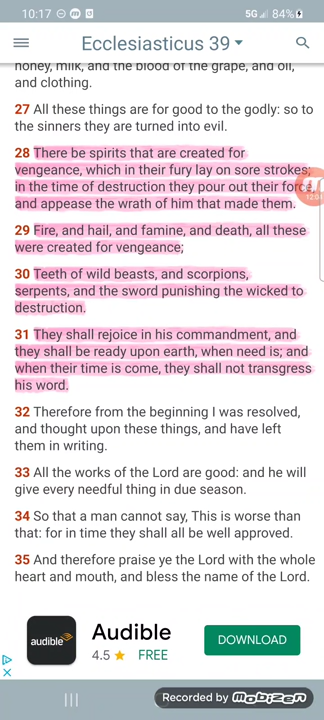 10:17
5G
84%
Ecclesiasticus 39
honey, milk, and the blood of the grape, and oil,
and clothing.
27 All these things are for good to the godly: so to
the sinners they are turned into evil.
28 There be spirits that are created for
vengeance, which in their fury lay on sore strokes;
in the time of destruction they pour out their force,
and appease the wrath of him that made them.
12:04
29 Fire, and hail, and famine, and death, all these
were created for vengeance;
30 Teeth of wild beasts, and scorpions,
serpents, and the sword punishing the wicked to
destruction.
31 They shall rejoice in his commandment, and
they shall be ready upon earth, when need is; and
when their time is come, they shall not transgress
his word.
32 Therefore from the beginning I was resolved,
and thought upon these things, and have left
them in writing.
33 All the works of the Lord are good: and he will
give every needful thing in due season.
34 So that a man cannot say, This is worse than
that: for in time they shall all be well approved.
35 And therefore praise ye the Lord with the whole
heart and mouth, and bless the name of the Lord.
audible
Audible
4.5 ★ FREE
DOWNLOAD
Recorded by mobizen